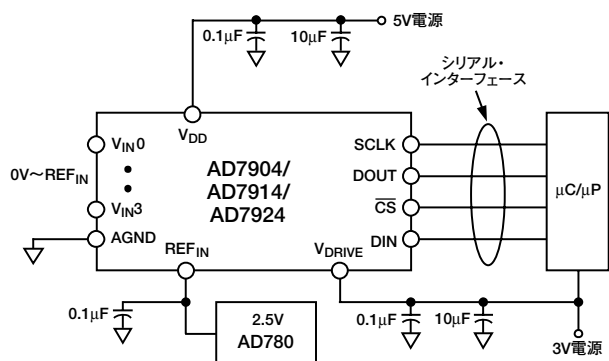 0.1μF
10μF
5V電源
シリアル・
インターフェース
VDD
VIN0
0V～REFIN
VIN3
AGND
AD7904/
AD7914/
AD7924
SCLK
DOUT
CS
DIN
μC/μP
REFIN
VDRIVE
0.1μF
2.5V
AD780
0.1μF
10μF
3V電源